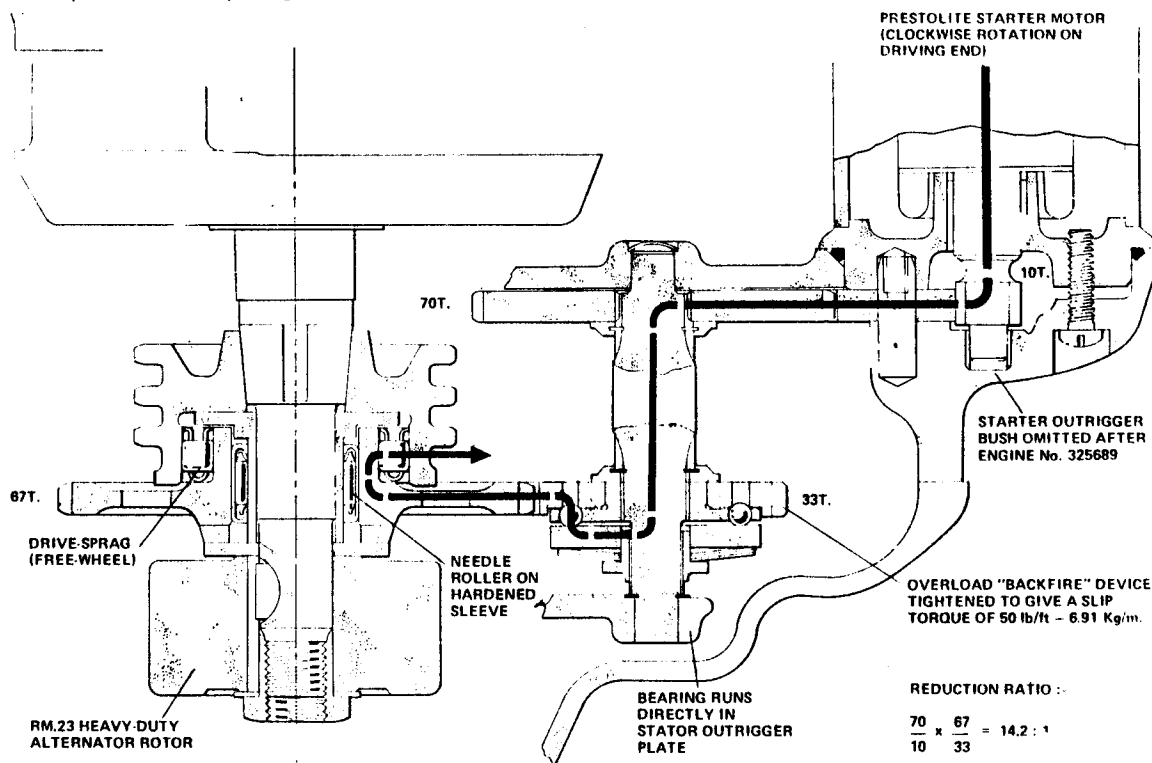 PRESTOLITE STARTER MOTOR
(CLOCKWISE ROTATION ON
DRIVING END)
10T.
70T.
STARTER OUTRIGGER
BUSH OMITTED AFTER
ENGINE No. 325689
67T.
33T.
DRIVE-SPRAG
(FREE-WHEEL)
NEEDLE
ROLLER ON
HARDENED
SLEEVE
OVERLOAD "BACKFIRE" DEVICE
TIGHTENED TO GIVE A SLIP
TORQUE OF 50 lb/ft – 6.91 Kg/m.
RM.23 HEAVY-DUTY
ALTERNATOR ROTOR
BEARING RUNS
DIRECTLY IN
STATOR OUTRIGGER
PLATE
REDUCTION RATIO :-
70 x 67 = 14.2 : 1
10 33